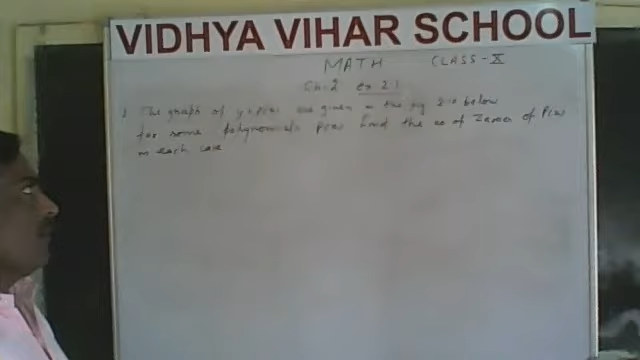 VIDHYA VIHAR SCHOOL
MATH CLASS-X
Ch-2 ex 2.1
1 The graph of y = P(x) are given in the fig 2.10 below
for some polynomials P(x) Find the no of Zeroes of P(x)
in each case